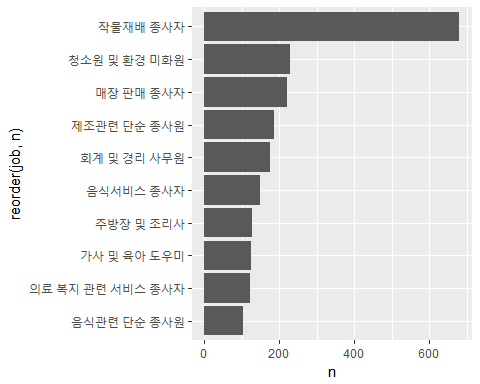 작물재배 종사자
청소원 및 환경 미화원
매장 판매 종사자
제조관련 단순 종사원
회계 및 경리 사무원
음식서비스 종사자
주방장 및 조리사
가사 및 육아 도우미
의료 복지 관련 서비스 종사자
음식관련 단순 종사원
reorder(job, n)
0 200 400 600
n